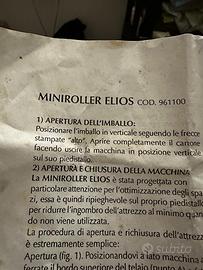 MINIROLLER ELIOS COD. 961100
1) APERTURA DELL'IMBALLO:
Posizionare l'imballo in verticale seguendo le frecce
stampate "alto". Aprire completamente il cartone
facendo uscire la macchina in posizione verticale
sul suo piedistallo.
2) APERTURA E CHIUSURA DELLA MACCHINA
La MINIROLLER ELIOS è stata progettata con
particolare attenzione per l'ottimizzazione degli spa-
zi, essa è quindi ripieghevole sul proprio piedistallo
per ridurre l'ingombro dell'attrezzo al minimo quan-
do non viene utilizzata.
La procedura di apertura e richiusura dell'attrezzo
è estremamente semplice:
Apertura (fig. 1). Posizionandovi a lato
ferrate il bordo superiore del telaio
subito